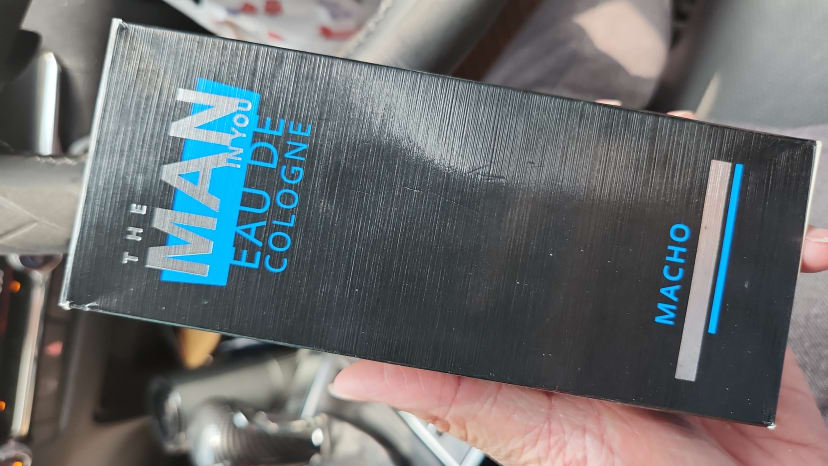 THE
MAN
IN YOU
EAU DE
COLOGNE
MACHO